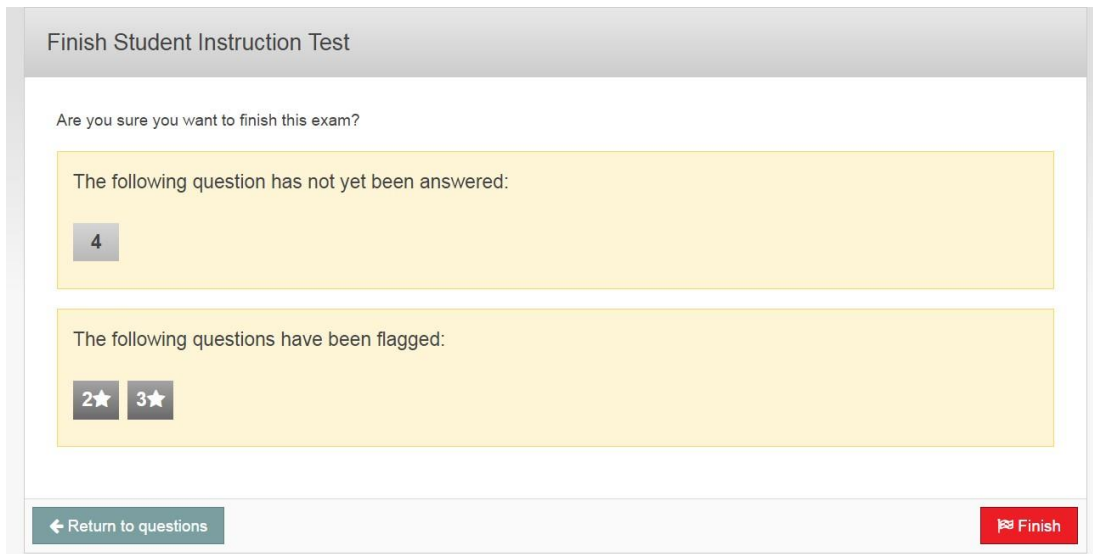 Finish Student Instruction Test
Are you sure you want to finish this exam?
The following question has not yet been answered:
4
The following questions have been flagged:
2★ 3★
Return to questions Finish